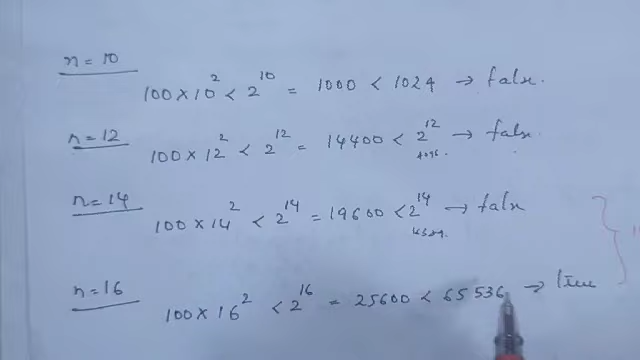 n = 10
100 × 10² < 2¹⁰ = 1000 < 1024 → false.
n = 12
100 × 12² < 2¹² = 14400 < 2¹² → false.
4096.
n = 14
100 × 14² < 2¹⁴ = 19600 < 2¹⁴ → false
16384.
n = 16
100 × 16² < 2¹⁶ = 25600 < 65536 → true